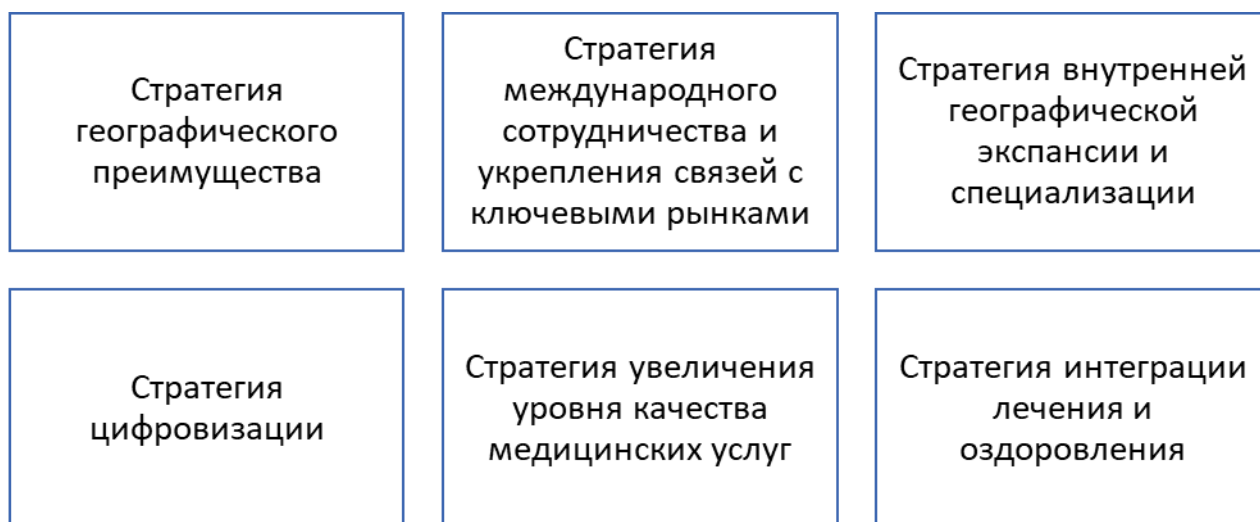 Стратегия
географического
преимущества
Стратегия
международного
сотрудничества и
укрепления связей с
ключевыми рынками
Стратегия внутренней
географической
экспансии и
специализации
Стратегия
цифровизации
Стратегия увеличения
уровня качества
медицинских услуг
Стратегия интеграции
лечения и
оздоровления